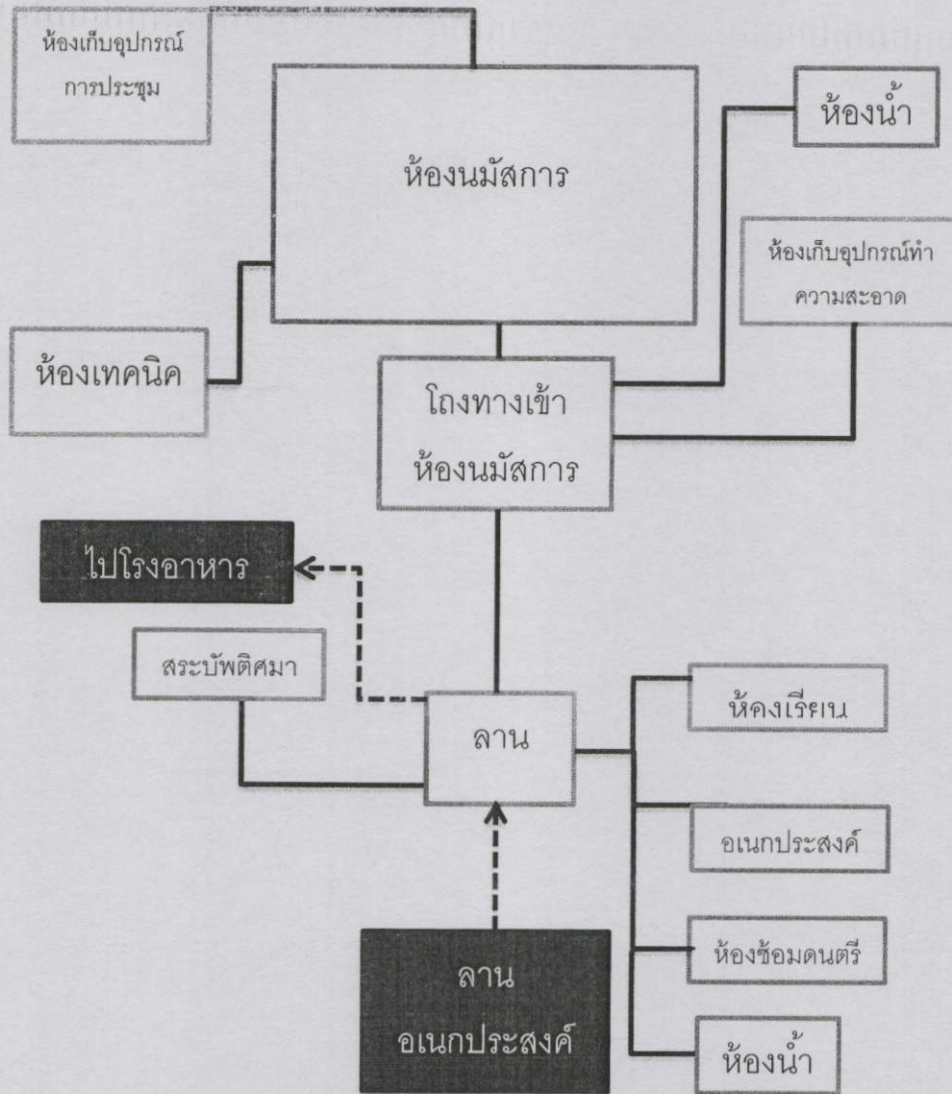 ห้องเก็บอุปกรณ์
การประชุม
ห้องน้ำ
ห้องนมัสการ
ห้องเก็บอุปกรณ์ทำ
ความสะอาด
ห้องเทคนิค
โถงทางเข้า
ห้องนมัสการ
ไปโรงอาหาร
สระบัพติศมา
ห้คงเรียน
ลาน
อเนกประสงค์
ห้องซ้อมดนตรี
ลาน
อเนกประสงค์
ห้องน้ำ